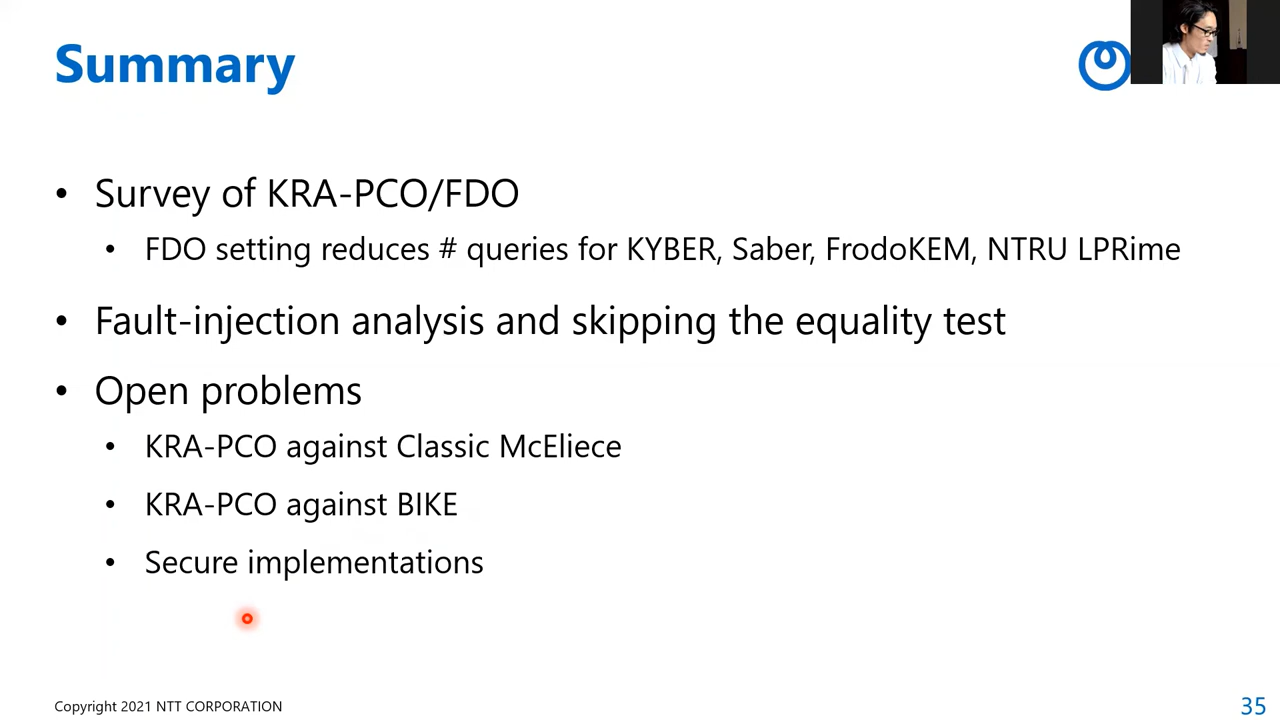 Summary
• Survey of KRA-PCO/FDO
• FDO setting reduces # queries for KYBER, Saber, FrodoKEM, NTRU LPRime
• Fault-injection analysis and skipping the equality test
• Open problems
• KRA-PCO against Classic McEliece
• KRA-PCO against BIKE
• Secure implementations
Copyright 2021 NTT CORPORATION
35